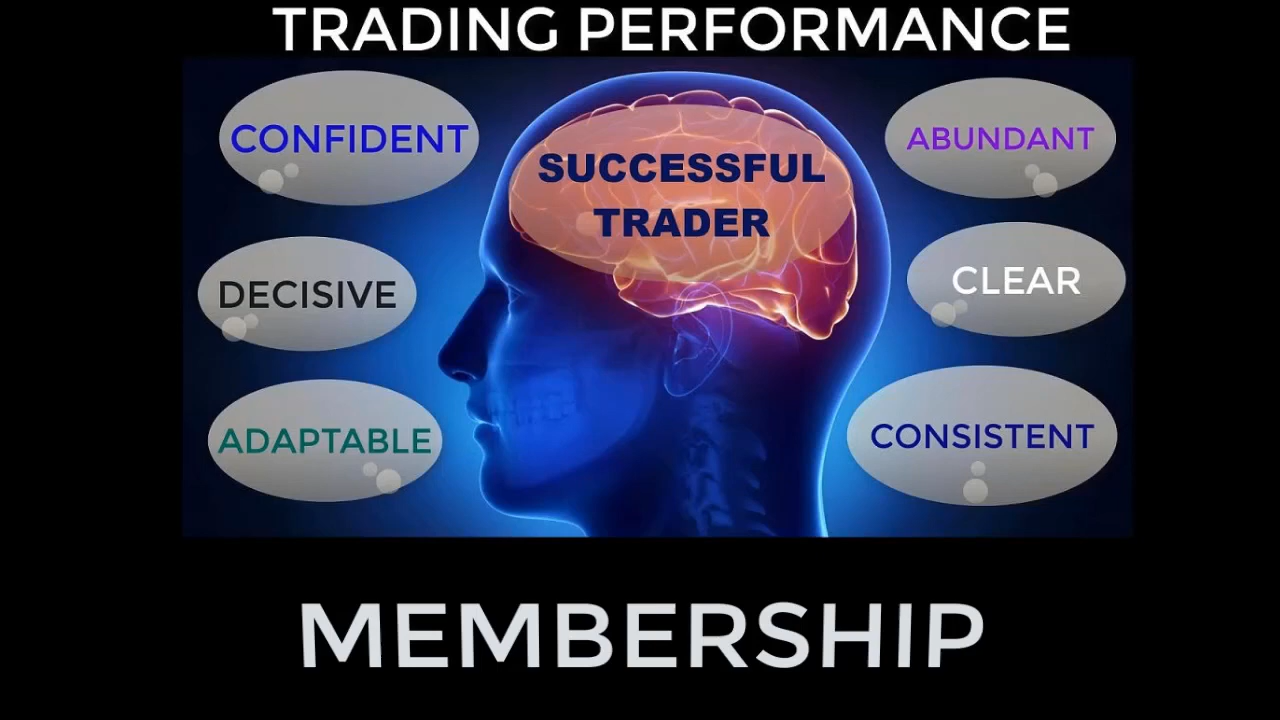 TRADING PERFORMANCE
CONFIDENT
DECISIVE
ADAPTABLE
SUCCESSFUL
TRADER
ABUNDANT
CLEAR
CONSISTENT
MEMBERSHIP